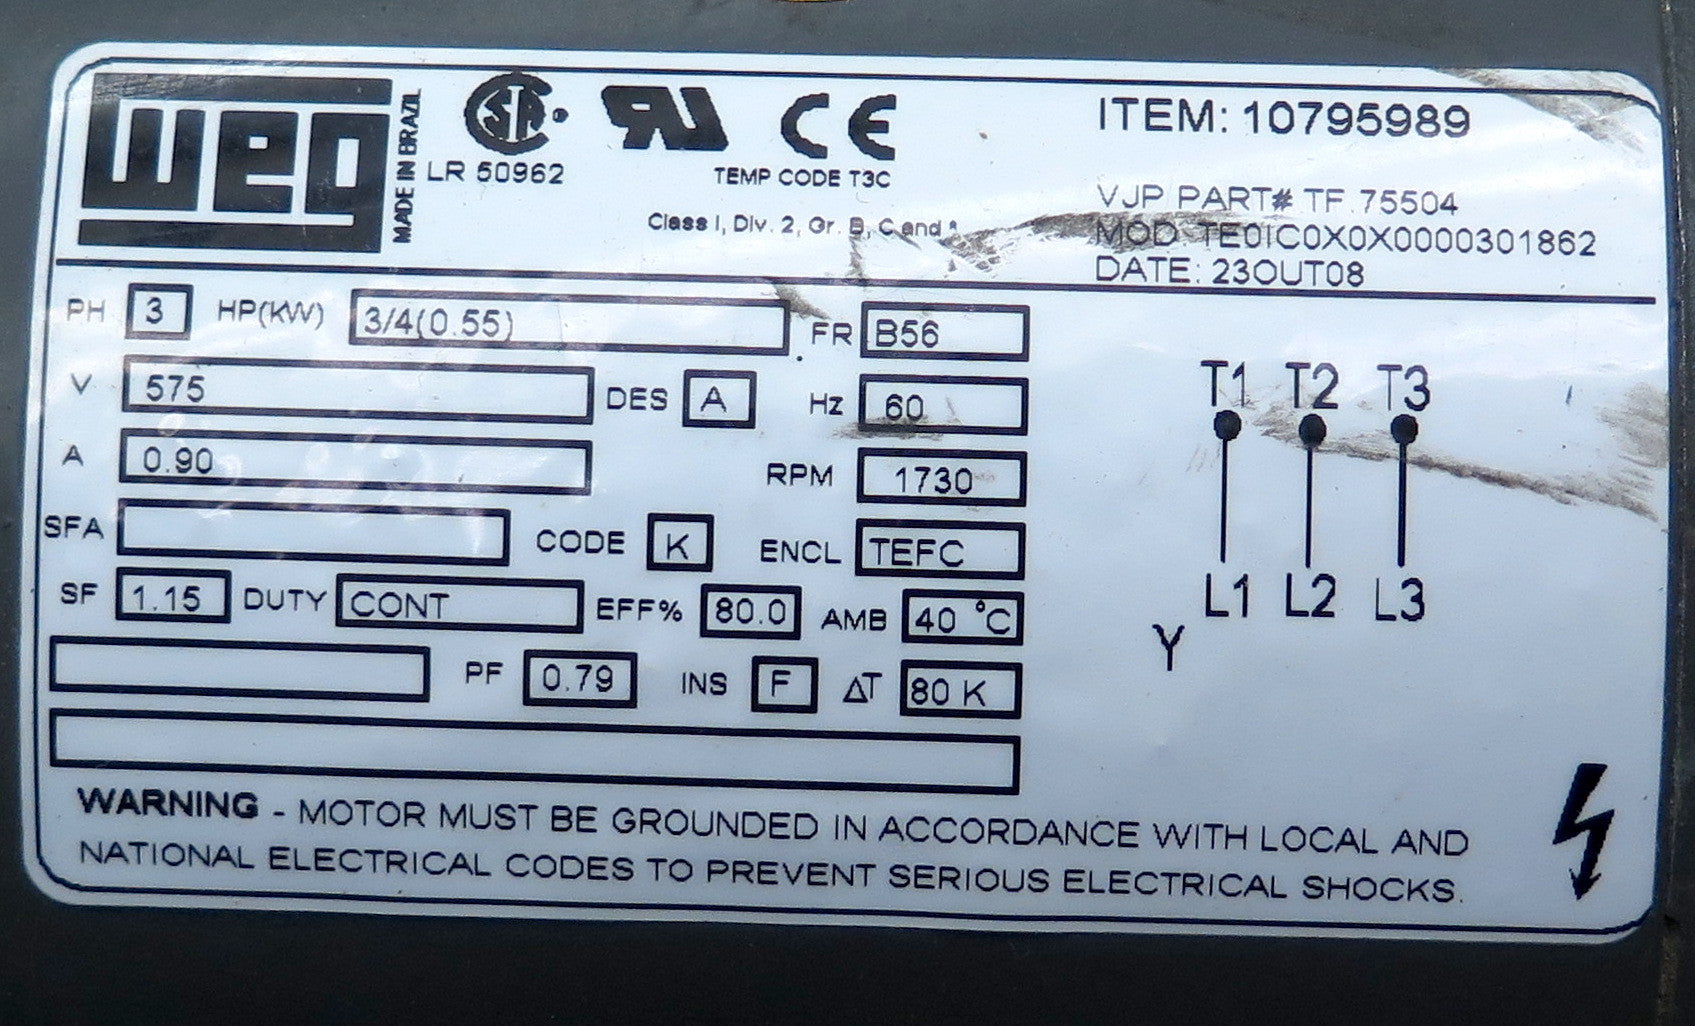 weg
MADE IN BRAZIL
LR 50962
CE
TEMP CODE T3C
Class I, Div. 2, Gr. B, C and
ITEM: 10795989
VJP PART# TF.75504
MOD. TE0IC0X0X0000301862
DATE: 23OUT08
PH 3 HP(KW) 3/4(0.55) FR B56
V 575 DES A Hz 60
A 0.90 RPM 1730
SFA CODE K ENCL TEFC
SF 1.15 DUTY CONT EFF% 80.0 AMB 40 °C
PF 0.79 INS F ΔT 80 K
T1 T2 T3
L1 L2 L3
Y
WARNING - MOTOR MUST BE GROUNDED IN ACCORDANCE WITH LOCAL AND
NATIONAL ELECTRICAL CODES TO PREVENT SERIOUS ELECTRICAL SHOCKS.